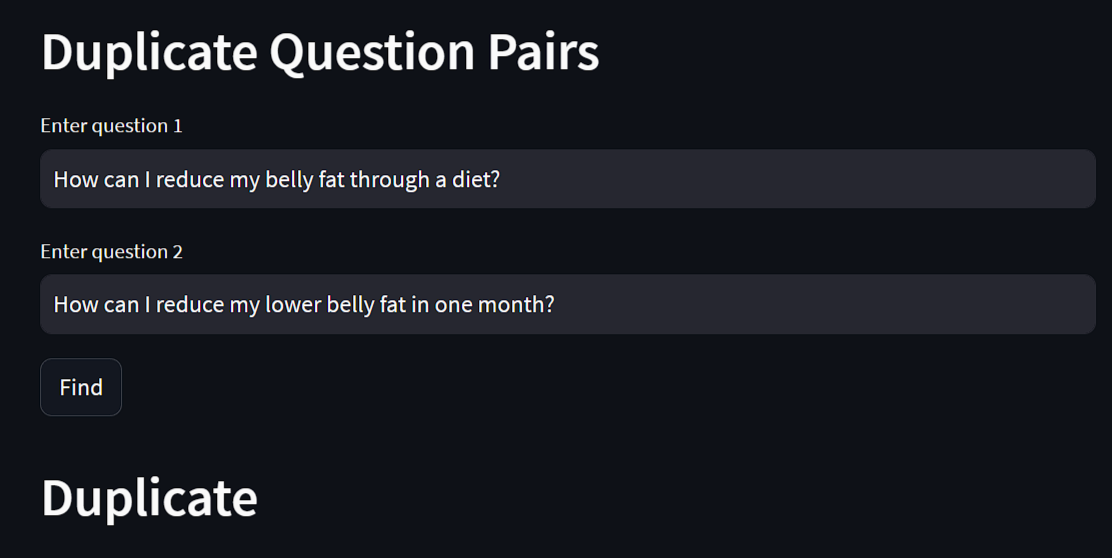 Duplicate Question Pairs
Enter question 1
How can I reduce my belly fat through a diet?
Enter question 2
How can I reduce my lower belly fat in one month?
Find
Duplicate